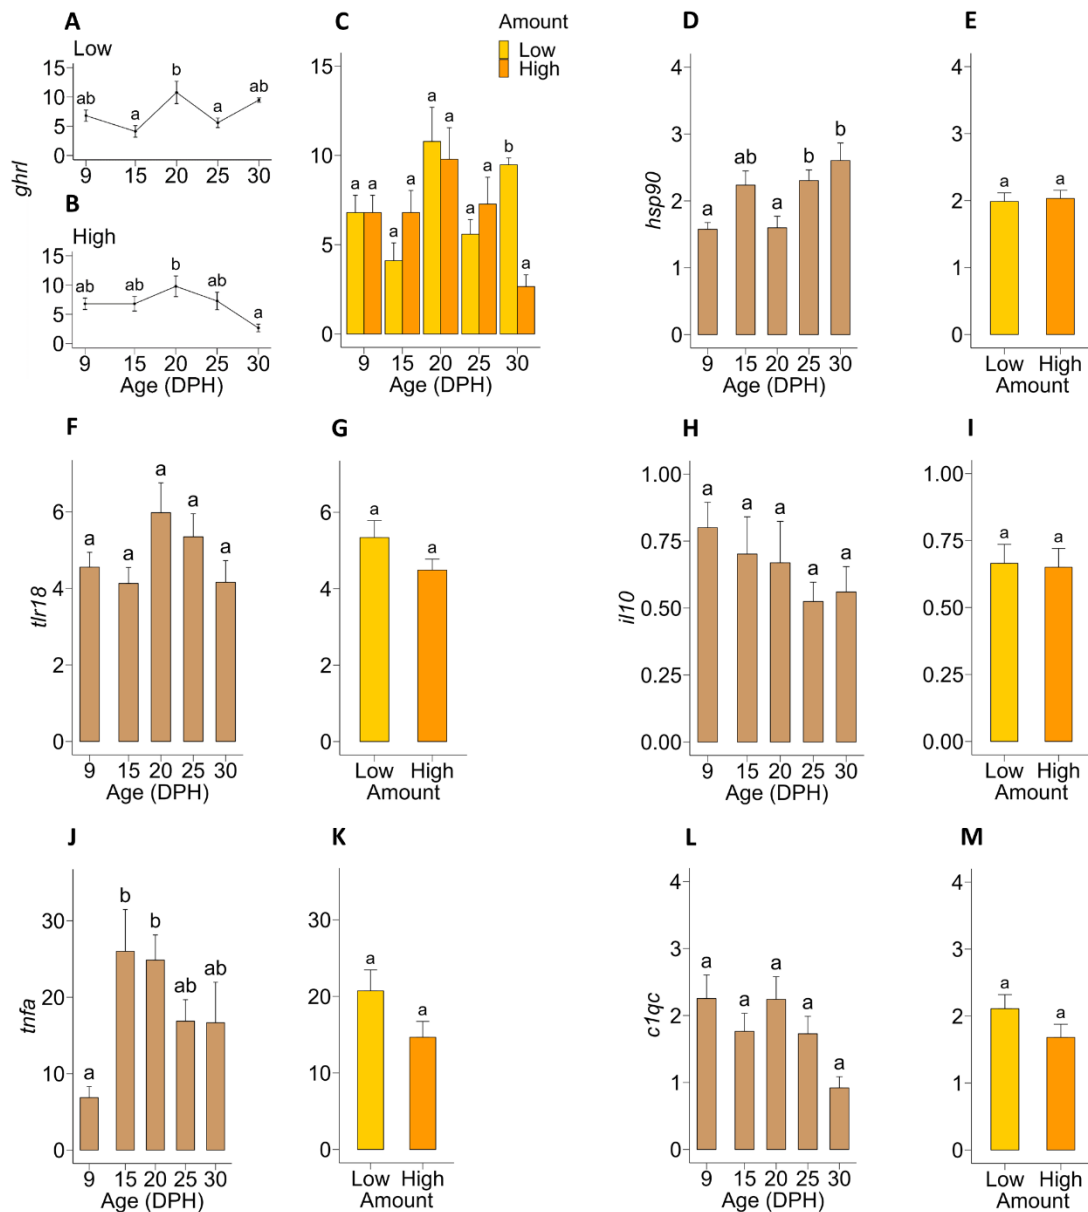 A
Low
ghrl
15
10
5
0
ab
a
b
a
ab
9
15
20
25
30
B
High
15
10
5
0
ab
ab
b
ab
a
9
15
20
25
30
Age (DPH)
C
Amount
Low
High
15
10
5
0
a
a
a
a
a
a
a
a
b
a
9
15
20
25
30
Age (DPH)
D
hsp90
4
3
2
1
0
a
ab
a
b
b
9
15
20
25
30
Age (DPH)
E
4
3
2
1
0
a
a
Low
High
Amount
F
tlr18
6
4
2
0
a
a
a
a
a
9
15
20
25
30
Age (DPH)
G
6
4
2
0
a
a
Low
High
Amount
H
il10
1.00
0.75
0.50
0.25
0.00
a
a
a
a
a
9
15
20
25
30
Age (DPH)
I
1.00
0.75
0.50
0.25
0.00
a
a
Low
High
Amount
J
tnfa
30
20
10
0
a
b
b
ab
ab
9
15
20
25
30
Age (DPH)
K
30
20
10
0
a
a
Low
High
Amount
L
c1qc
4
3
2
1
0
a
a
a
a
a
9
15
20
25
30
Age (DPH)
M
4
3
2
1
0
a
a
Low
High
Amount